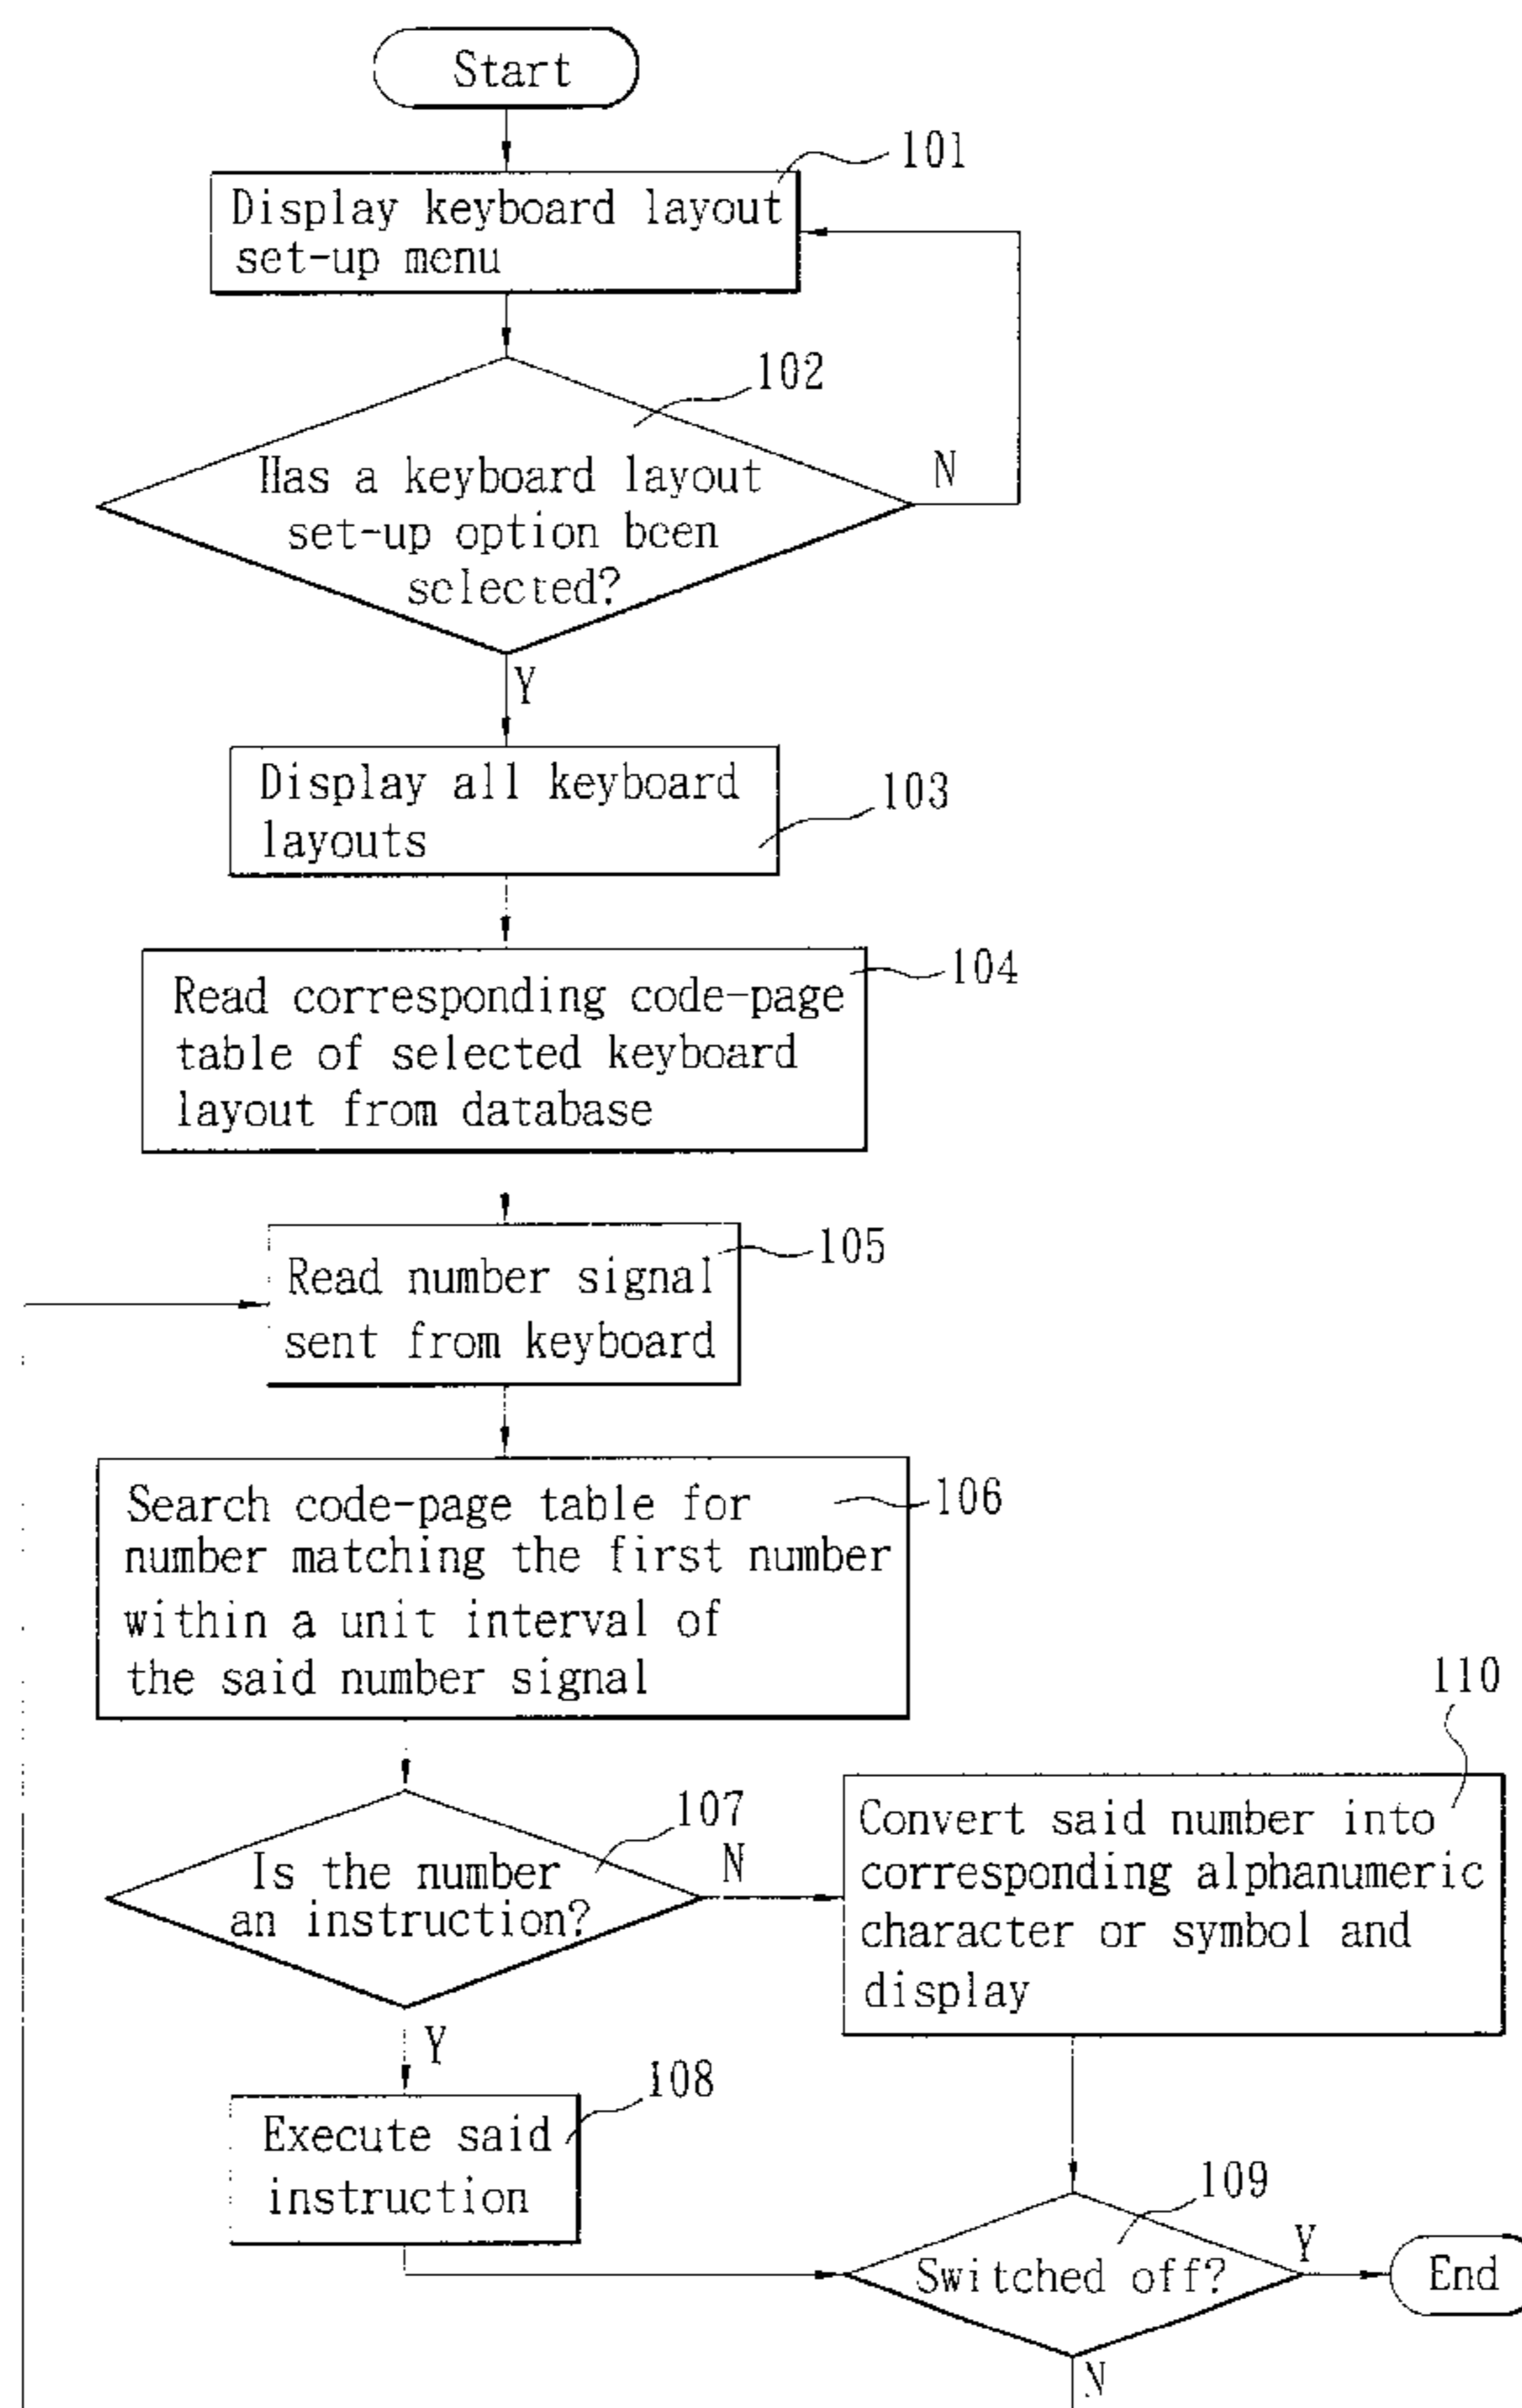 Start
101
Display keyboard layout
set-up menu
102
Has a keyboard layout
set-up option been
selected?
N
Y
Display all keyboard
layouts
103
104
Read corresponding code-page
table of selected keyboard
layout from database
105
Read number signal
sent from keyboard
Search code-page table for
number matching the first number
within a unit interval of
the said number signal
106
107
Is the number
an instruction?
N
110
Convert said number into
corresponding alphanumeric
character or symbol and
display
Y
108
Execute said
instruction
109
Switched off?
Y
End
N